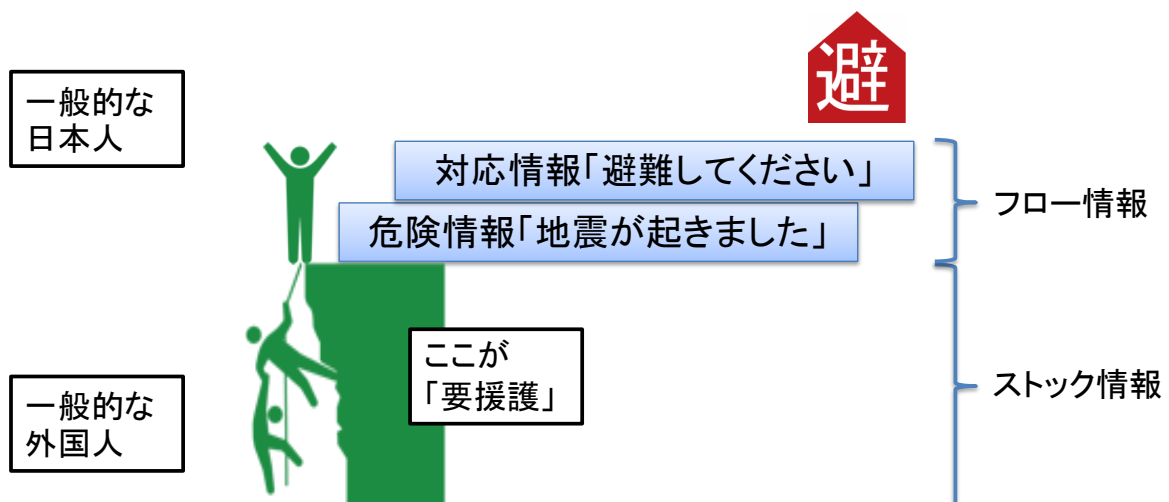 避
一般的な
日本人
対応情報「避難してください」
危険情報「地震が起きました」
フロー情報
ここが
「要援護」
ストック情報
一般的な
外国人